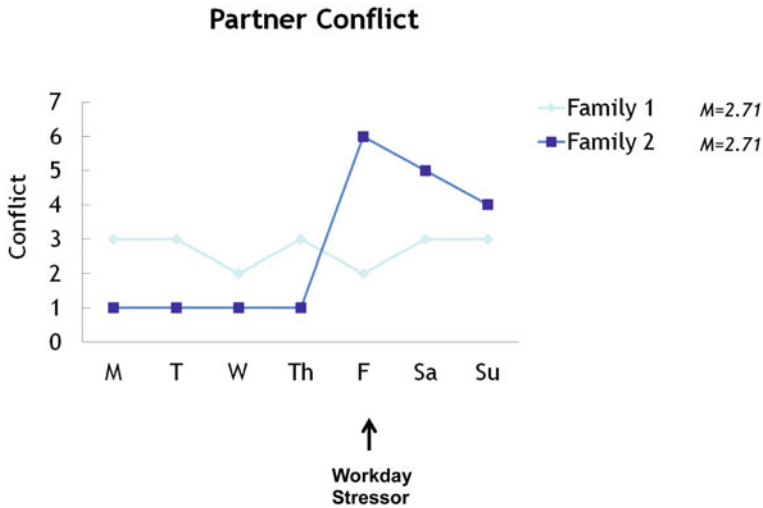 Partner Conflict
7
6
5
4
3
2
1
0
Conflict
M T W Th F Sa Su
Family 1 M=2.71
Family 2 M=2.71
Workday
Stressor